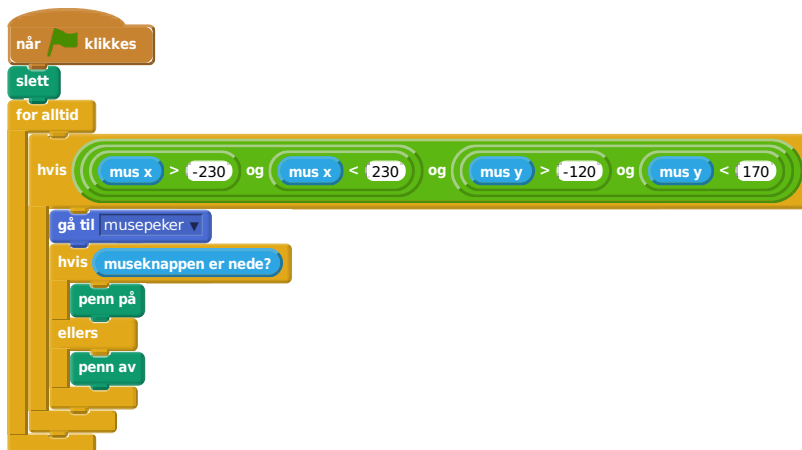 når klikkes
slett
for alltid
hvis mus x > -230 og mus x < 230 og mus y > -120 og mus y < 170
gå til musepeker
hvis museknappen er nede?
penn på
ellers
penn av